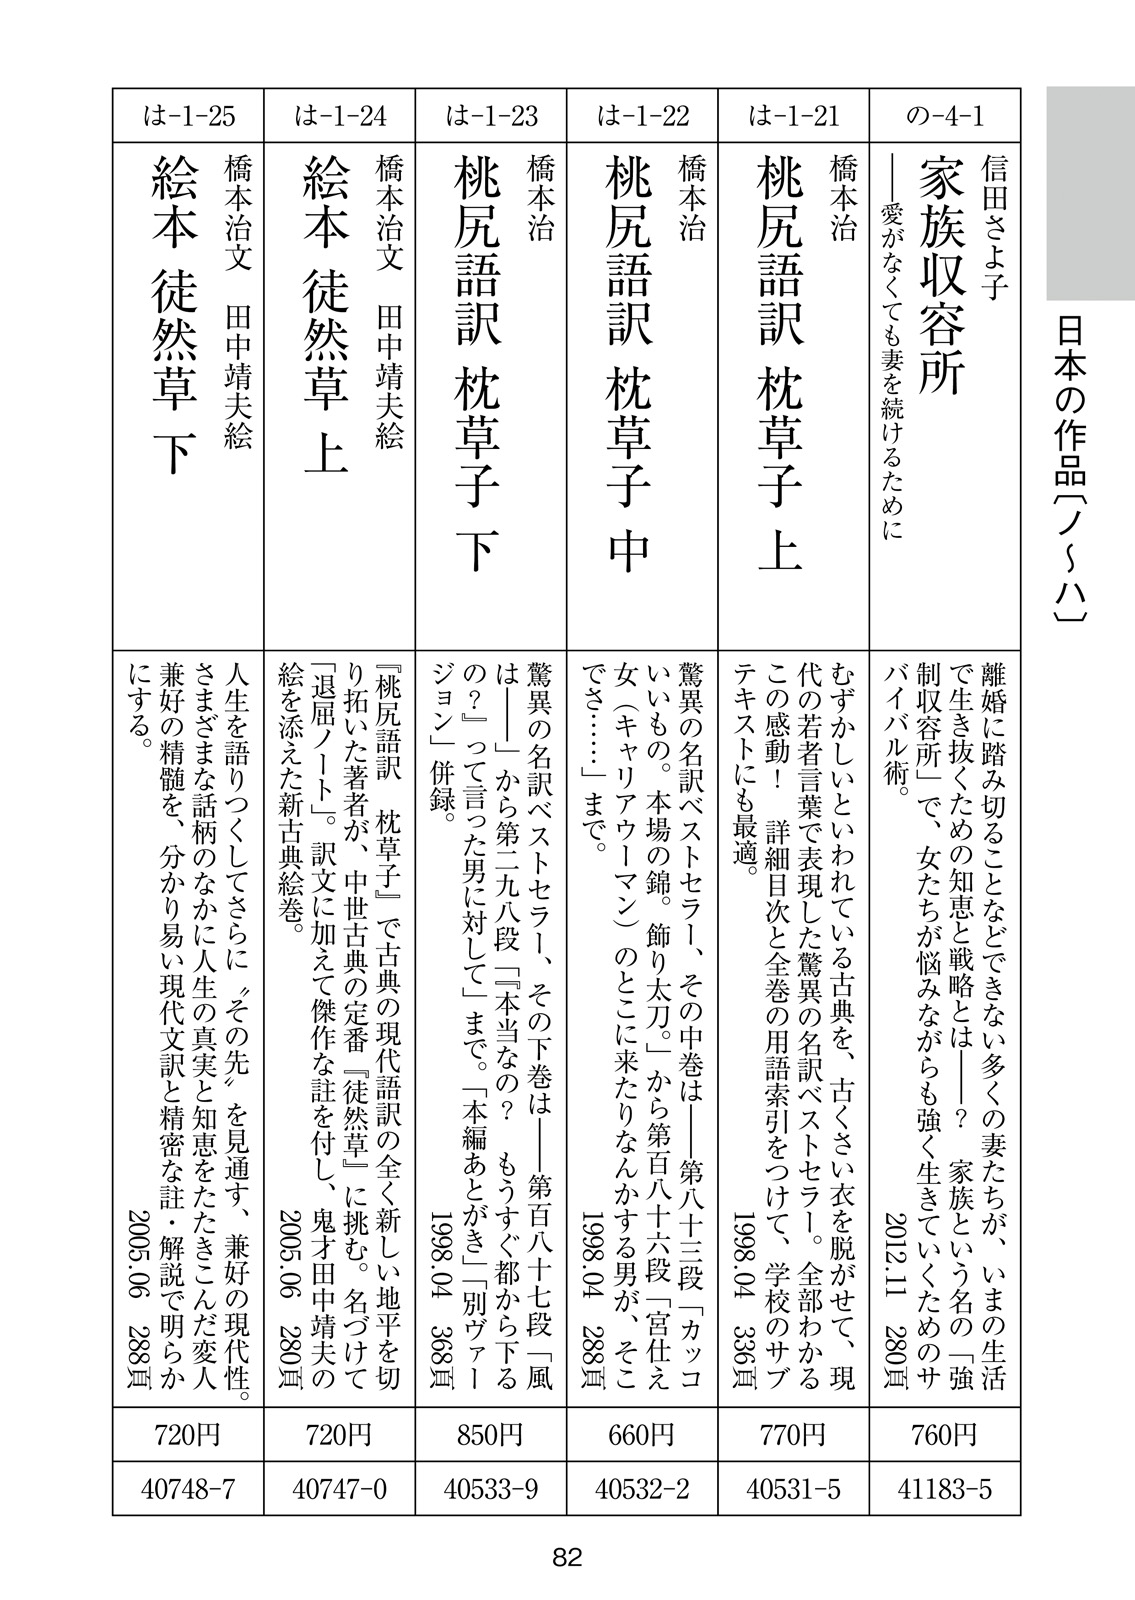 日本の作品〔ノ〜ハ〕
の-4-1
信田さよ子
家族収容所
――愛がなくても妻を続けるために
離婚に踏み切ることなどできない多くの妻たちが、いまの生活
で生き抜くための知恵と戦略とは――？　家族という名の「強
制収容所」で、女たちが悩みながらも強く生きていくためのサ
バイバル術。
2012.11　280頁
760円
41183-5
は-1-21
橋本治
桃尻語訳 枕草子 上
むずかしいといわれている古典を、古くさい衣を脱がせて、現
代の若者言葉で表現した驚異の名訳ベストセラー。全部わかる
この感動！　詳細目次と全巻の用語索引をつけて、学校のサブ
テキストにも最適。
1998.04　336頁
770円
40531-5
は-1-22
橋本治
桃尻語訳 枕草子 中
驚異の名訳ベストセラー、その中巻は――第八十三段「カッコ
いいもの。本場の錦。飾り太刀。」から第百八十六段「宮仕え
女（キャリアウーマン）のとこに来たりなんかする男が、そこ
でさ……」まで。
1998.04　288頁
660円
40532-2
は-1-23
橋本治
桃尻語訳 枕草子 下
驚異の名訳ベストセラー、その下巻は――第百八十七段「風
は――」から第二九八段「『本当なの？　もうすぐ都から下る
の？』って言った男に対して」まで。「本編あとがき」「別ヴァー
ジョン」併録。
1998.04　368頁
850円
40533-9
は-1-24
橋本治文　田中靖夫絵
絵本 徒然草 上
『桃尻語訳　枕草子』で古典の現代語訳の全く新しい地平を切
り拓いた著者が、中世古典の定番『徒然草』に挑む。名づけて
「退屈ノート」。訳文に加えて傑作な註を付し、鬼才田中靖夫の
絵を添えた新古典絵巻。
2005.06　280頁
720円
40747-0
は-1-25
橋本治文　田中靖夫絵
絵本 徒然草 下
人生を語りつくしてさらに〝その先〟を見通す、兼好の現代性。
さまざまな話柄のなかに人生の真実と知恵をたたきこんだ変人
兼好の精髄を、分かり易い現代文訳と精密な註・解説で明らか
にする。
2005.06　288頁
720円
40748-7
82